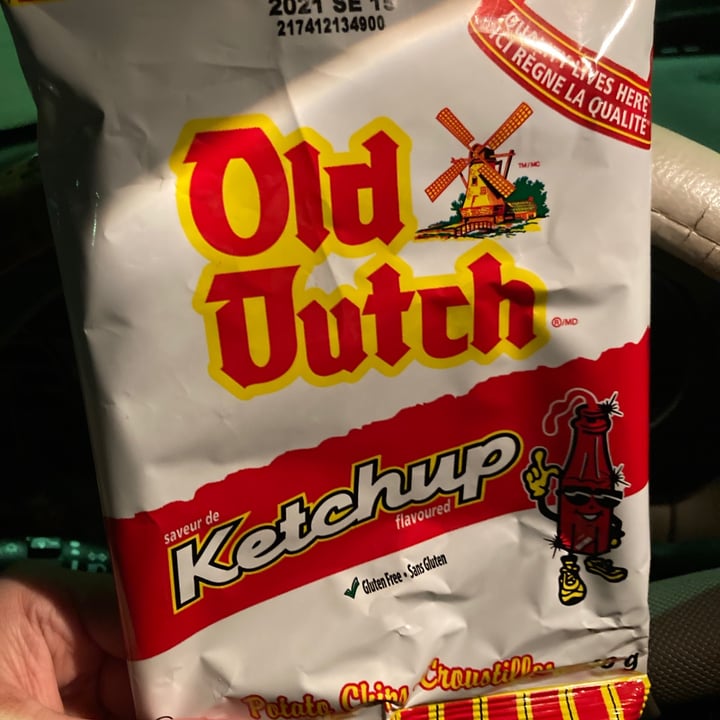 2021 SE 15
217412134900
QUALITY LIVES HERE
ICI RÈGNE LA QUALITÉ
Old
TM/MC
Dutch
®/MD
saveur de
Ketchup
flavoured
Gluten Free • Sans Gluten
Potato Chips Croustilles
g